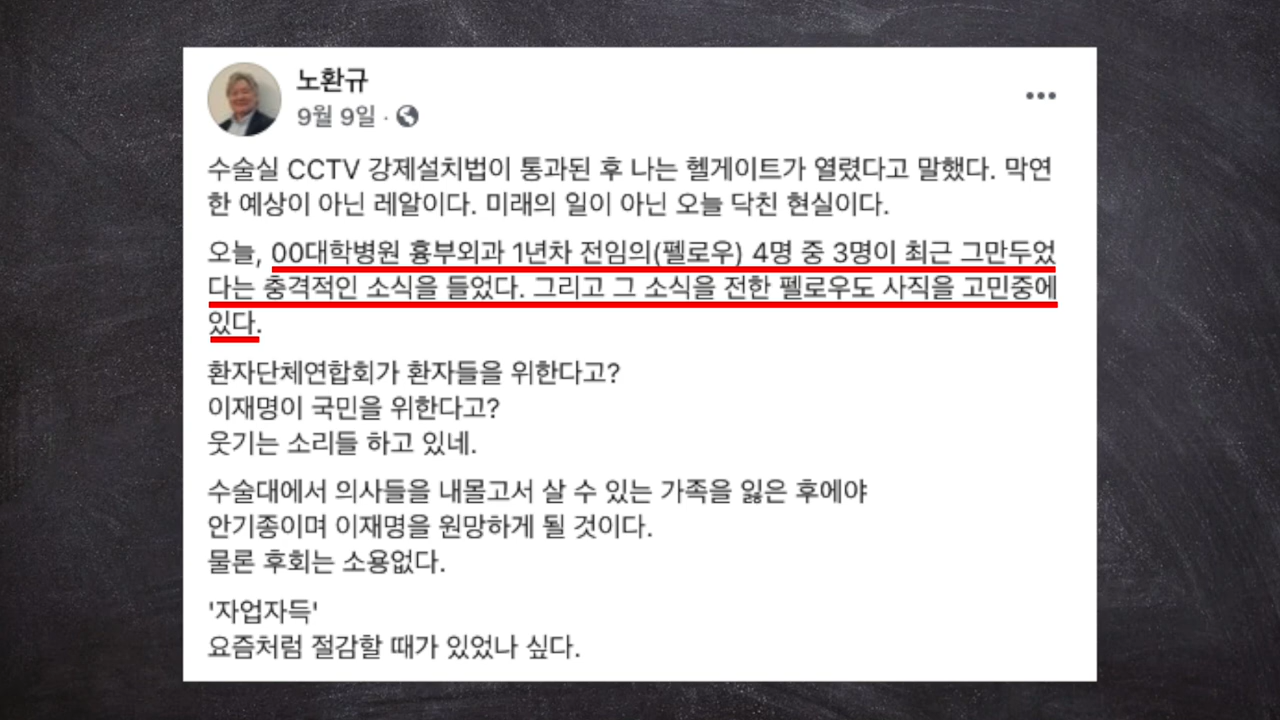 노환규
9월 9일 ·
수술실 CCTV 강제설치법이 통과된 후 나는 헬게이트가 열렸다고 말했다. 막연
한 예상이 아닌 레알이다. 미래의 일이 아닌 오늘 닥친 현실이다.
오늘, 00대학병원 흉부외과 1년차 전임의(펠로우) 4명 중 3명이 최근 그만두었
다는 충격적인 소식을 들었다. 그리고 그 소식을 전한 펠로우도 사직을 고민중에
있다.
환자단체연합회가 환자들을 위한다고?
이재명이 국민을 위한다고?
웃기는 소리들 하고 있네.
수술대에서 의사들을 내몰고서 살 수 있는 가족을 잃은 후에야
안기종이며 이재명을 원망하게 될 것이다.
물론 후회는 소용없다.
'자업자득'
요즘처럼 절감할 때가 있었나 싶다.